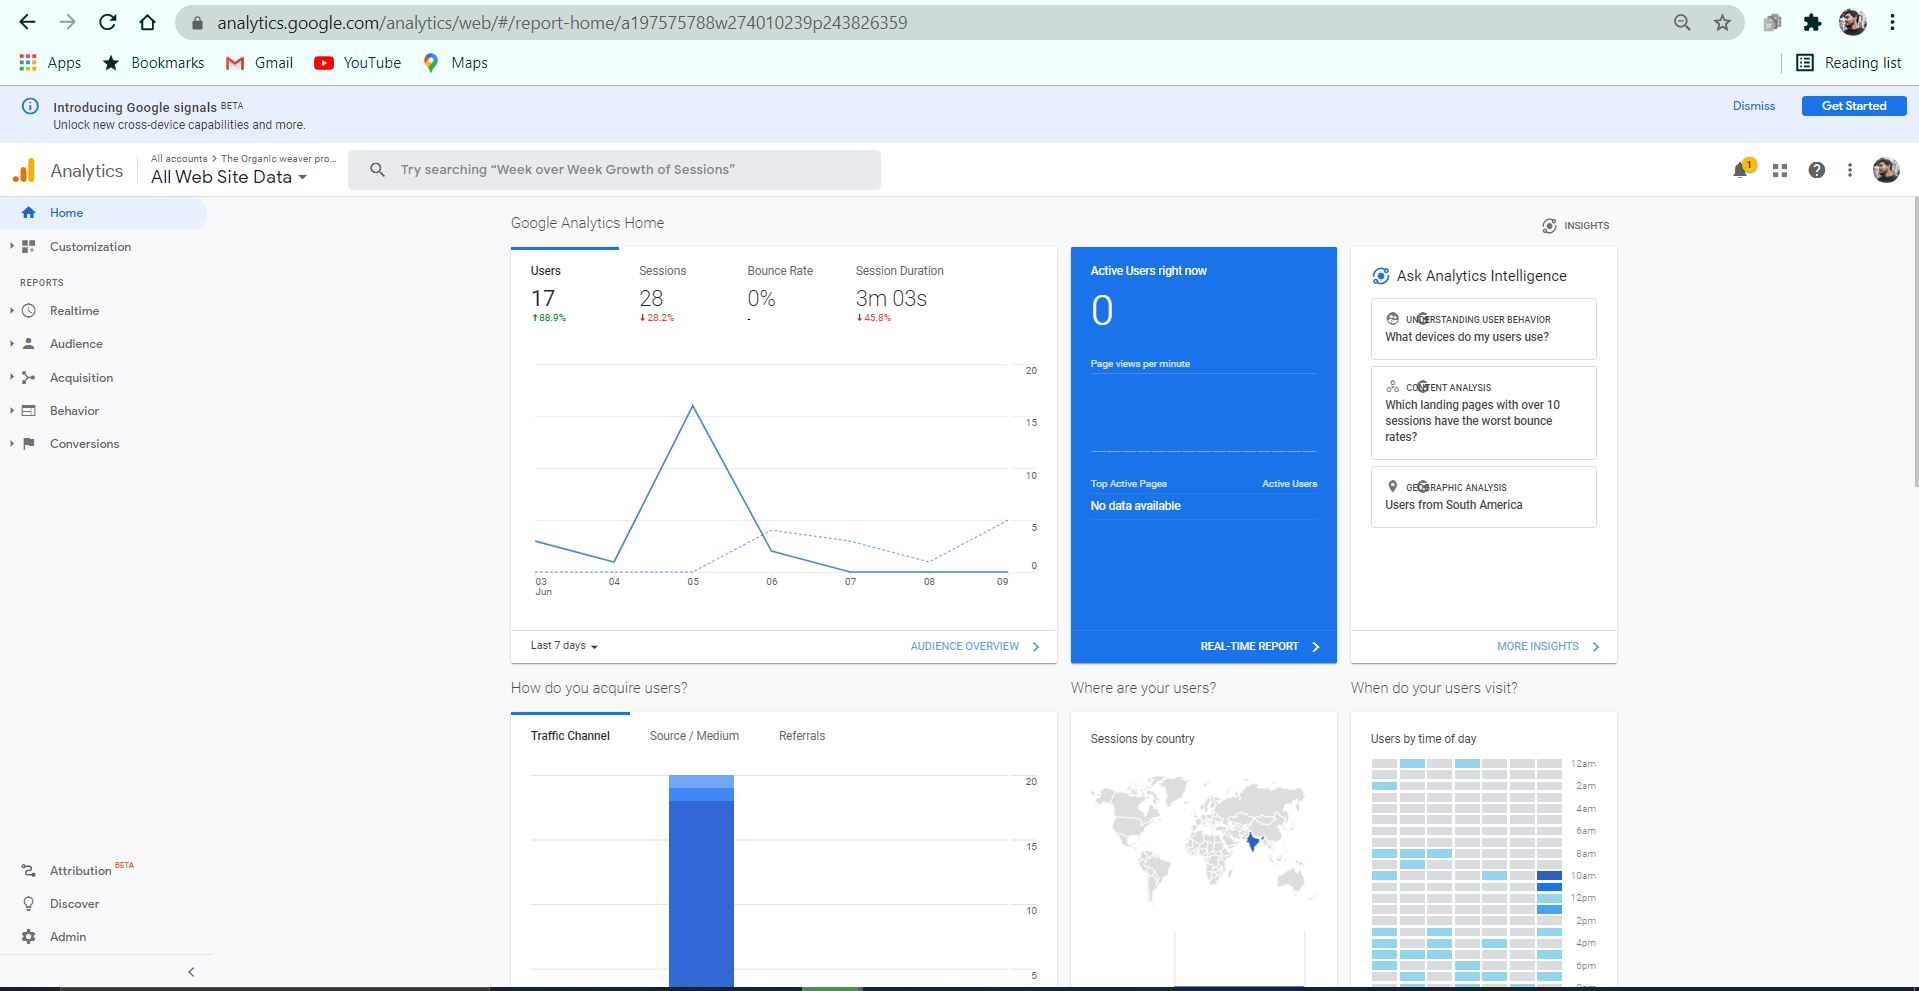 analytics.google.com/analytics/web/#/report-home/a197575788w274010239p243826359
Apps Bookmarks Gmail YouTube Maps Reading list
Introducing Google signals BETA
Unlock new cross-device capabilities and more.
Dismiss Get Started
Analytics
All accounts > The Organic weaver pro...
All Web Site Data
Try searching “Week over Week Growth of Sessions”
1
Home
Customization
REPORTS
Realtime
Audience
Acquisition
Behavior
Conversions
Attribution BETA
Discover
Admin
Google Analytics Home
INSIGHTS
Users Sessions Bounce Rate Session Duration
17 28 0% 3m 03s
↑88.9% ↓28.2% - ↓45.8%
20
15
10
5
0
03 04 05 06 07 08 09
Jun
Last 7 days AUDIENCE OVERVIEW
Active Users right now
0
Page views per minute
Top Active Pages Active Users
No data available
REAL-TIME REPORT
Ask Analytics Intelligence
UNDERSTANDING USER BEHAVIOR
What devices do my users use?
CONTENT ANALYSIS
Which landing pages with over 10
sessions have the worst bounce
rates?
GEOGRAPHIC ANALYSIS
Users from South America
MORE INSIGHTS
How do you acquire users?
Traffic Channel Source / Medium Referrals
20
15
10
5
Where are your users?
Sessions by country
When do your users visit?
Users by time of day
12am
2am
4am
6am
8am
10am
12pm
2pm
4pm
6pm